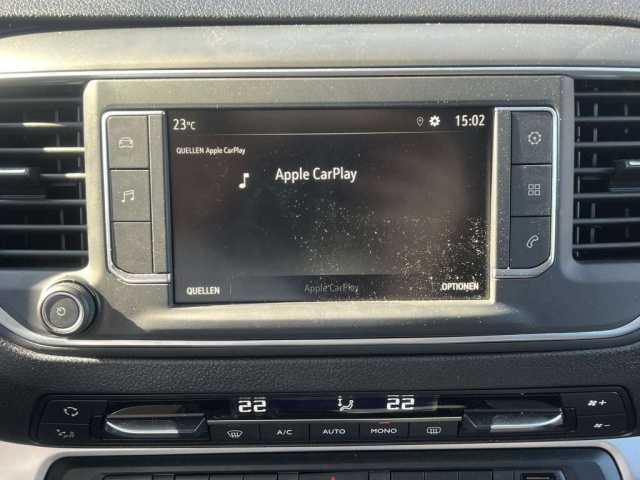 23°C 15:02
QUELLEN Apple CarPlay
Apple CarPlay
QUELLEN Apple CarPlay OPTIONEN
22 22
A/C AUTO MONO